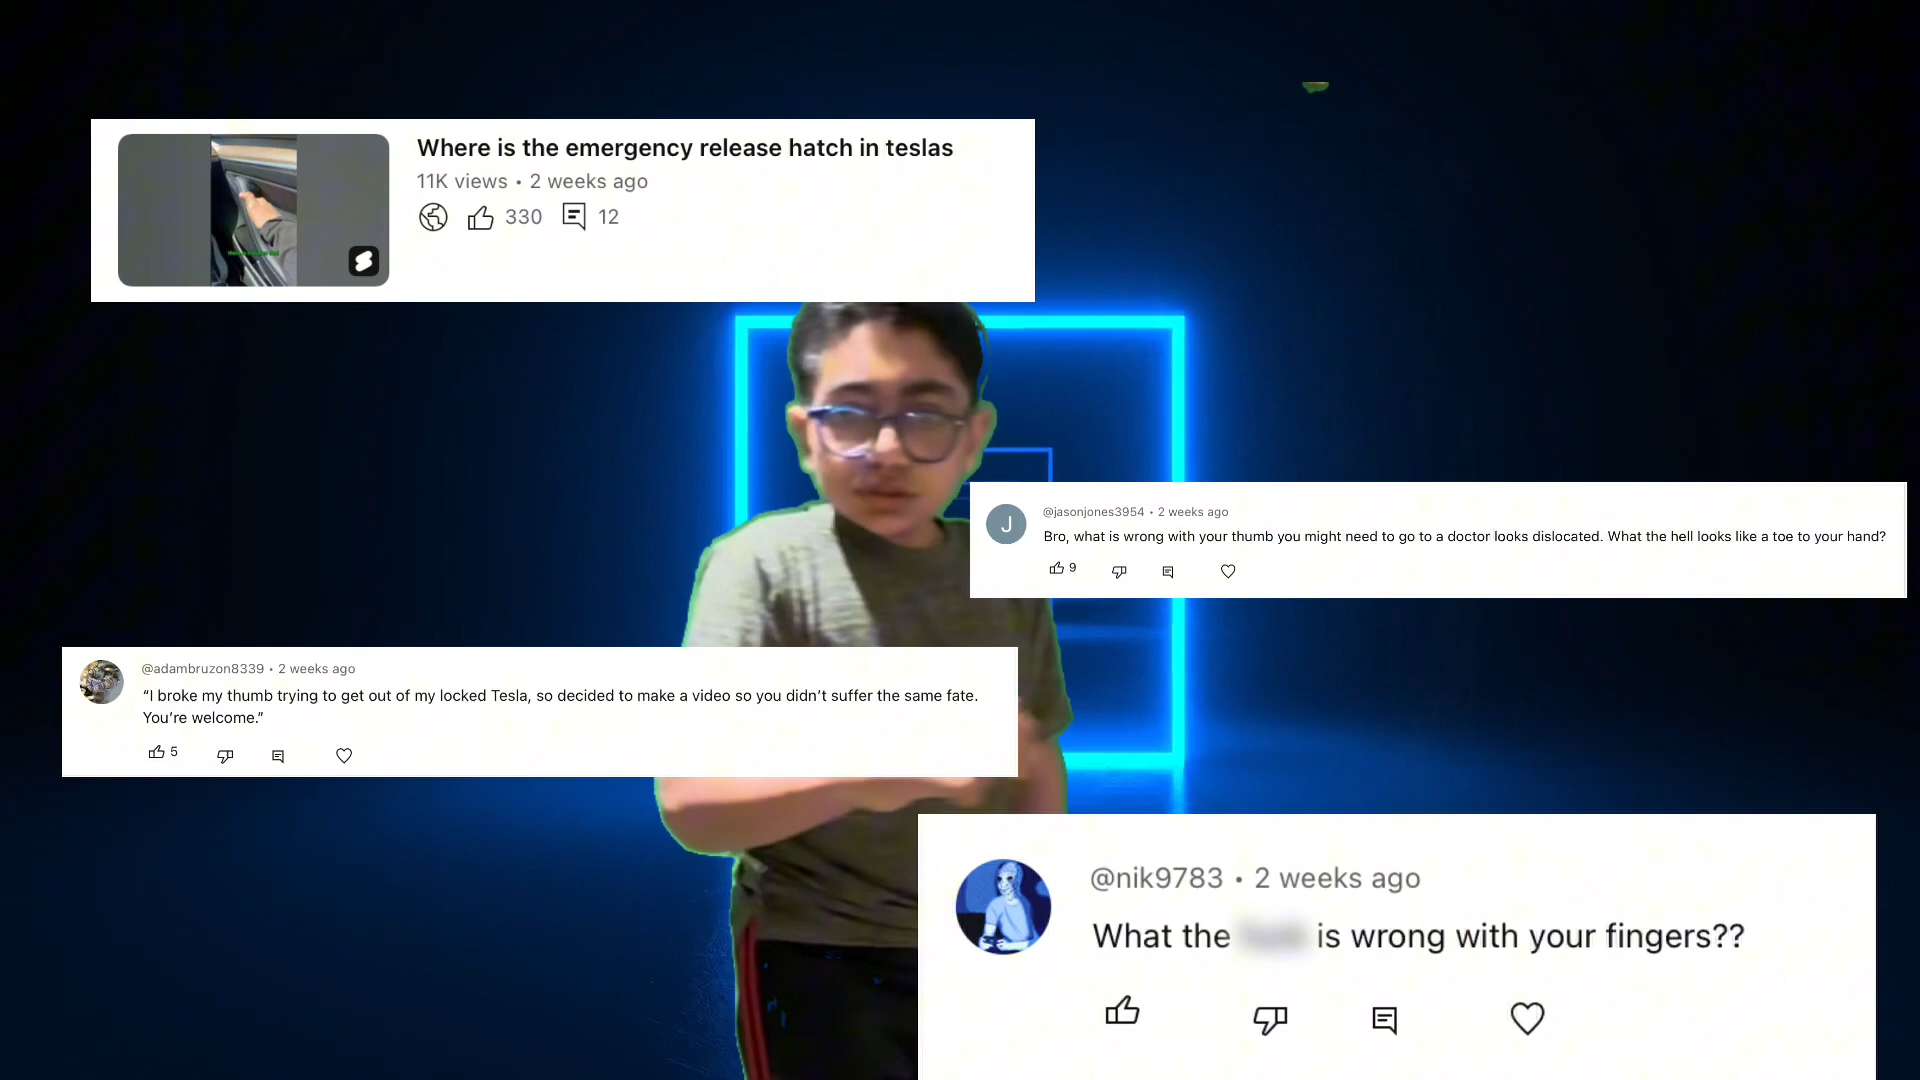 Where is the emergency release hatch in teslas
11K views • 2 weeks ago
330 12
@jasonjones3954 • 2 weeks ago
J
Bro, what is wrong with your thumb you might need to go to a doctor looks dislocated. What the hell looks like a toe to your hand?
9
@adambruzon8339 • 2 weeks ago
“I broke my thumb trying to get out of my locked Tesla, so decided to make a video so you didn’t suffer the same fate.
You’re welcome.”
5
@nik9783 • 2 weeks ago
What the is wrong with your fingers??